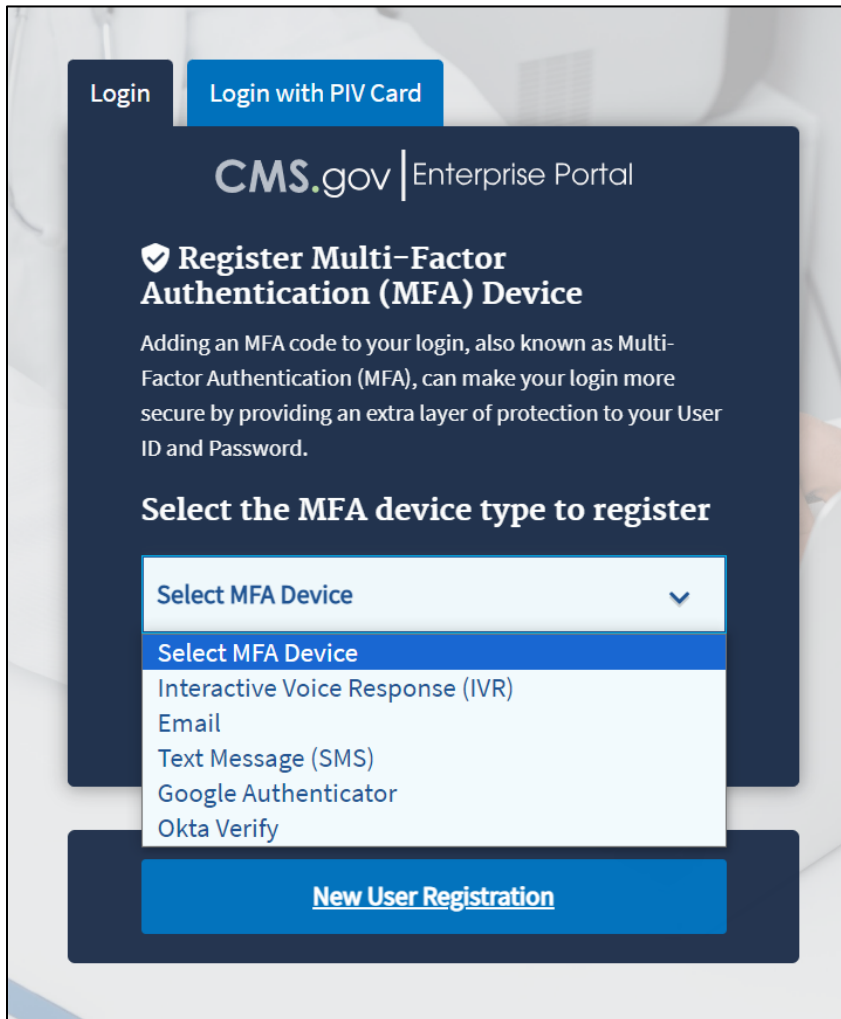 Login
Login with PIV Card
CMS.gov Enterprise Portal
Register Multi-Factor
Authentication (MFA) Device
Adding an MFA code to your login, also known as Multi-
Factor Authentication (MFA), can make your login more
secure by providing an extra layer of protection to your User
ID and Password.
Select the MFA device type to register
Select MFA Device
Select MFA Device
Interactive Voice Response (IVR)
Email
Text Message (SMS)
Google Authenticator
Okta Verify
New User Registration